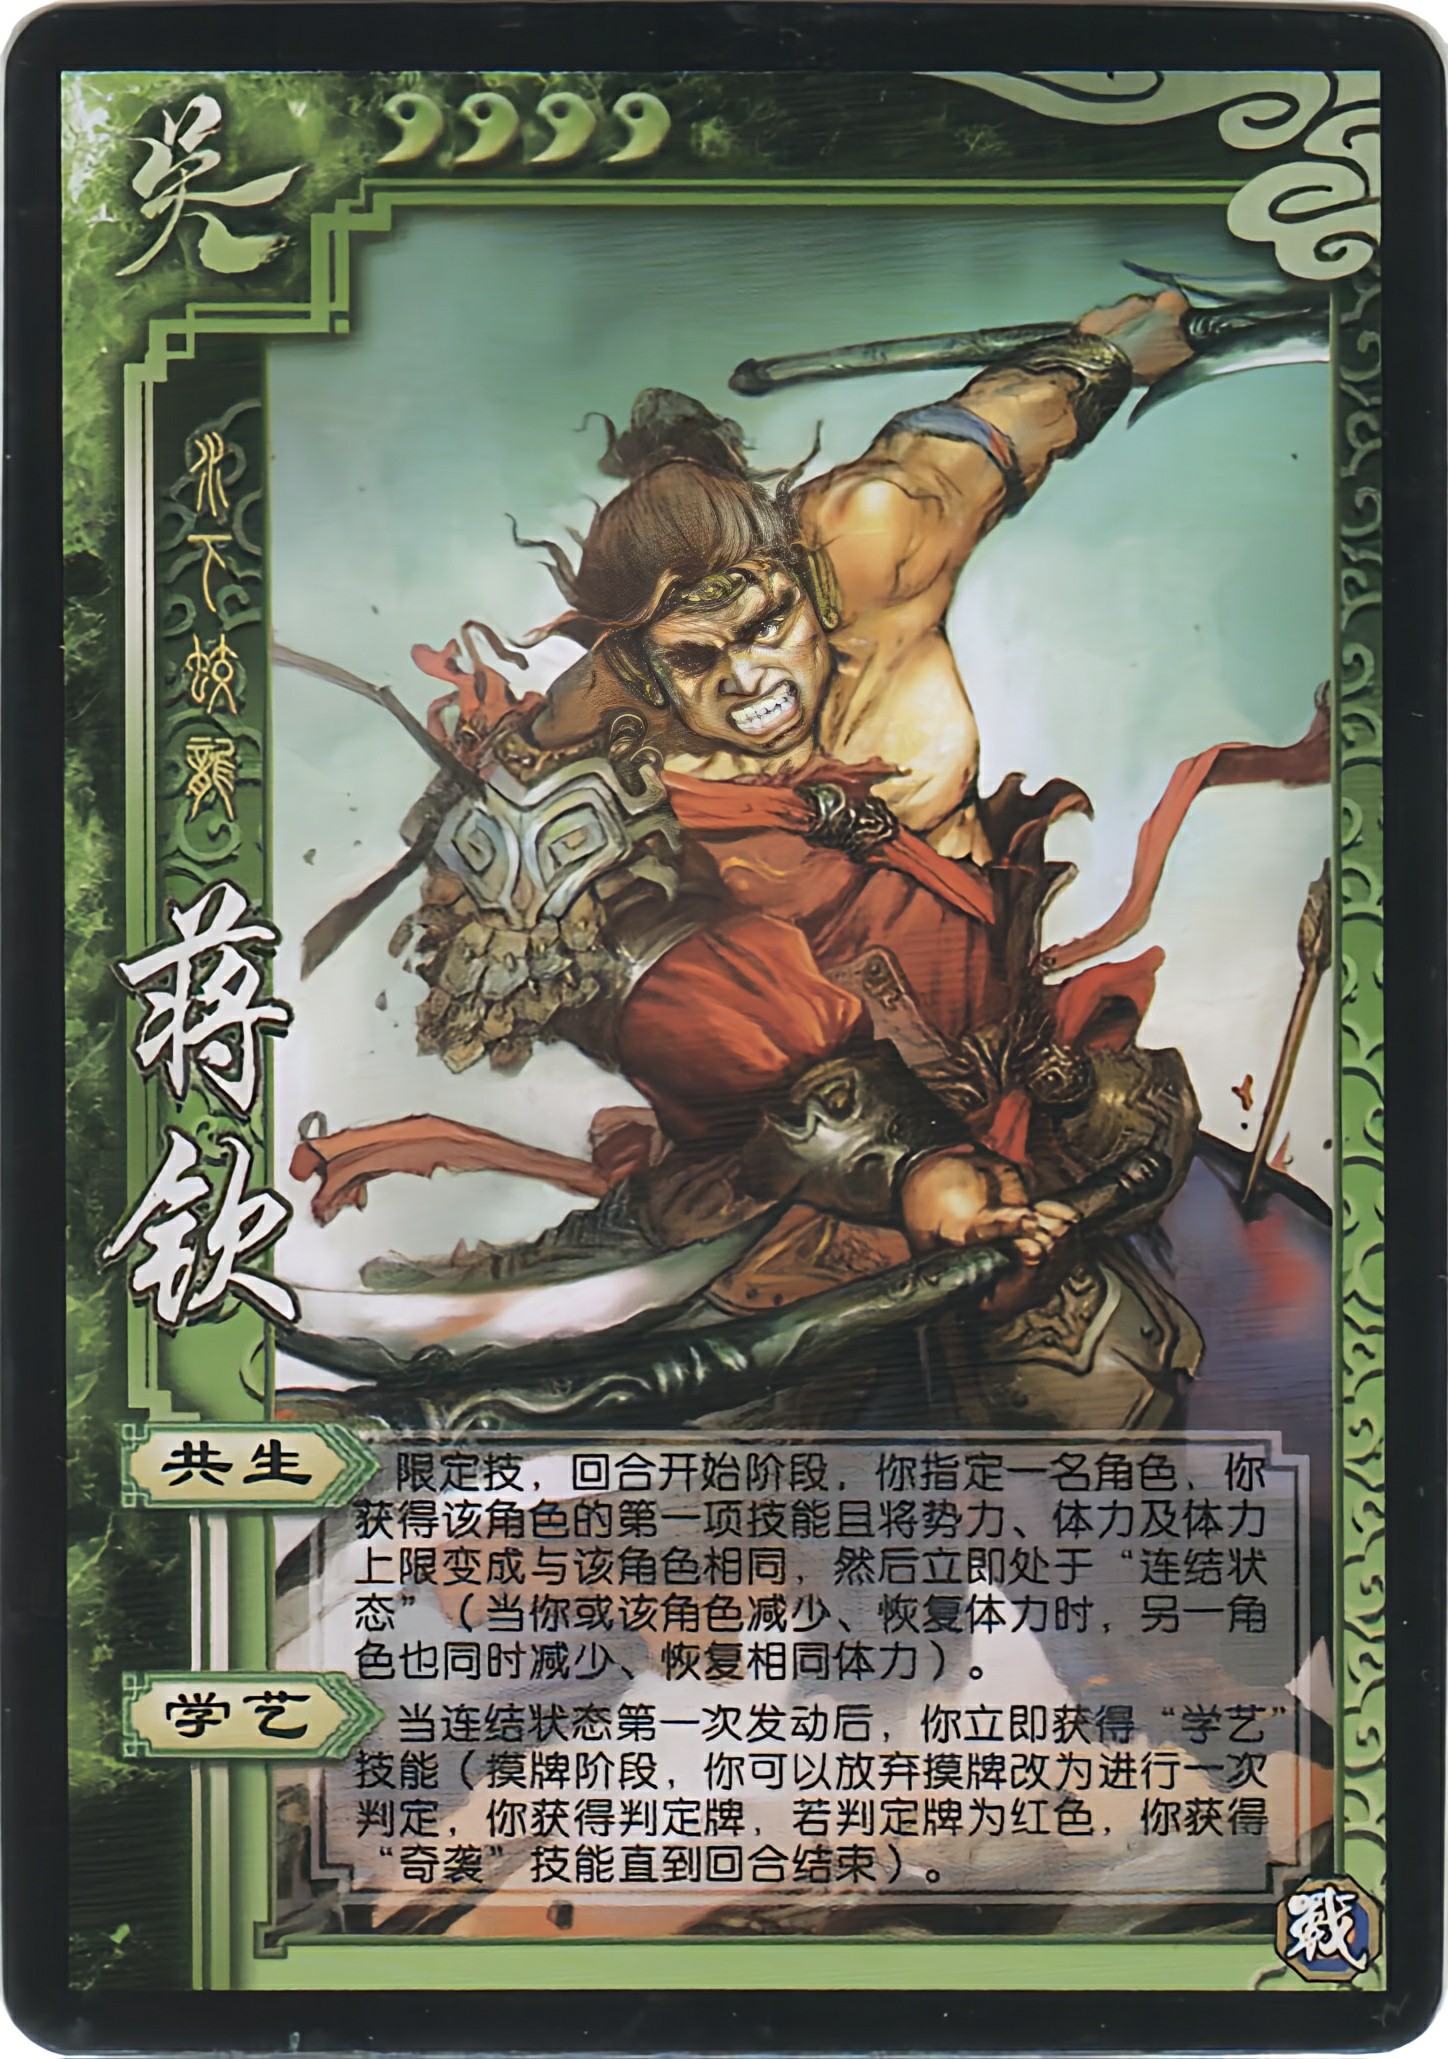 吴
水下蛟龍
蒋钦
共生
限定技，回合开始阶段，你指定一名角色，你
获得该角色的第一项技能且将势力、体力及体力
上限变成与该角色相同，然后立即处于“连结状
态”（当你或该角色减少、恢复体力时，另一角
色也同时减少、恢复相同体力）。
学艺
当连结状态第一次发动后，你立即获得“学艺”
技能（摸牌阶段，你可以放弃摸牌改为进行一次
判定，你获得判定牌，若判定牌为红色，你获得
“奇袭”技能直到回合结束）。
戰